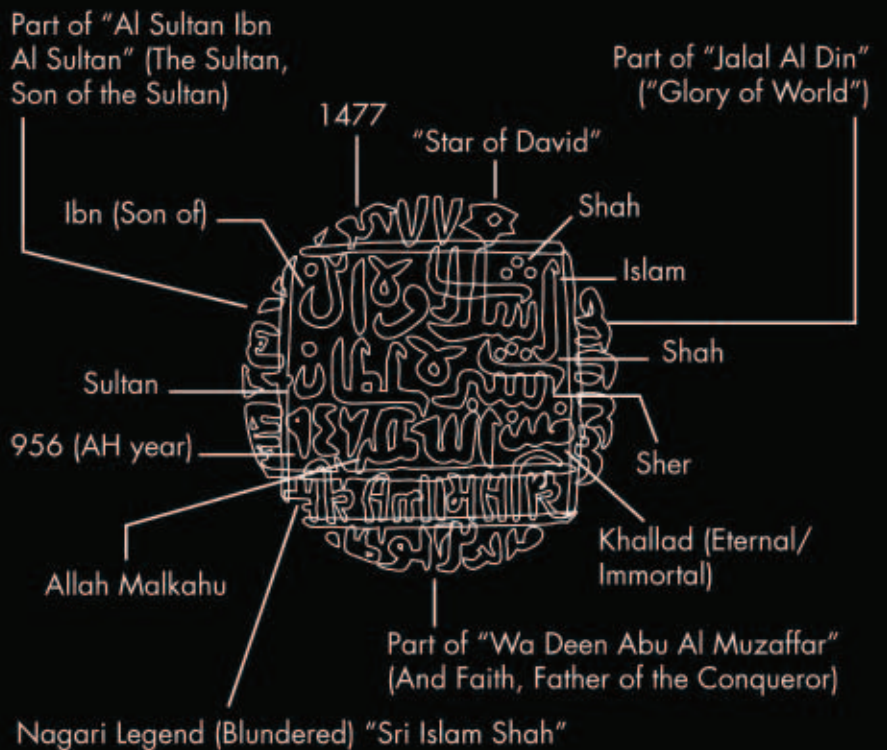 Part of “Al Sultan Ibn
Al Sultan” (The Sultan,
Son of the Sultan)
Part of “Jalal Al Din”
(“Glory of World”)
1477
“Star of David”
Ibn (Son of)
Shah
Islam
Shah
Sultan
956 (AH year)
Sher
Allah Malkahu
Khallad (Eternal/
Immortal)
Part of “Wa Deen Abu Al Muzaffar”
(And Faith, Father of the Conqueror)
Nagari Legend (Blundered) “Sri Islam Shah”